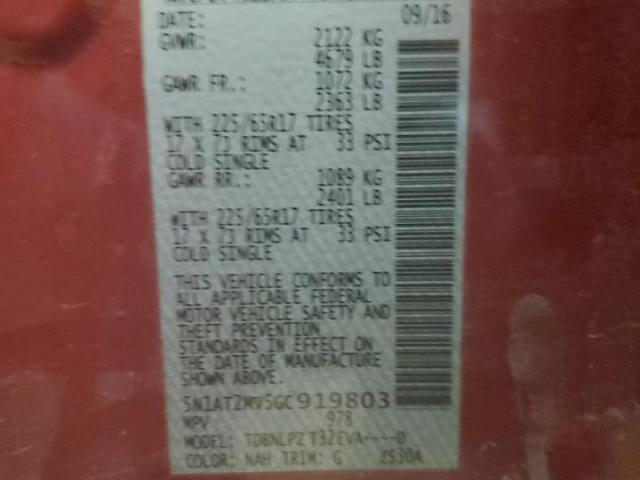 DATE: 09/16
GVWR: 2122 KG
4679 LB
GAWR FR.: 1072 KG
2363 LB
WITH 225/65R17 TIRES
17 X 7J RIMS AT 33 PSI
COLD SINGLE
GAWR RR.: 1089 KG
2401 LB
WITH 225/65R17 TIRES
17 X 7J RIMS AT 33 PSI
COLD SINGLE
THIS VEHICLE CONFORMS TO
ALL APPLICABLE FEDERAL
MOTOR VEHICLE SAFETY AND
THEFT PREVENTION
STANDARDS IN EFFECT ON
THE DATE OF MANUFACTURE
SHOWN ABOVE.
5N1AT2MV5GC919803
MPV 978
MODEL: TDBNLPZ T32EVA----D
COLOR: NAH TRIM: G 2S30A